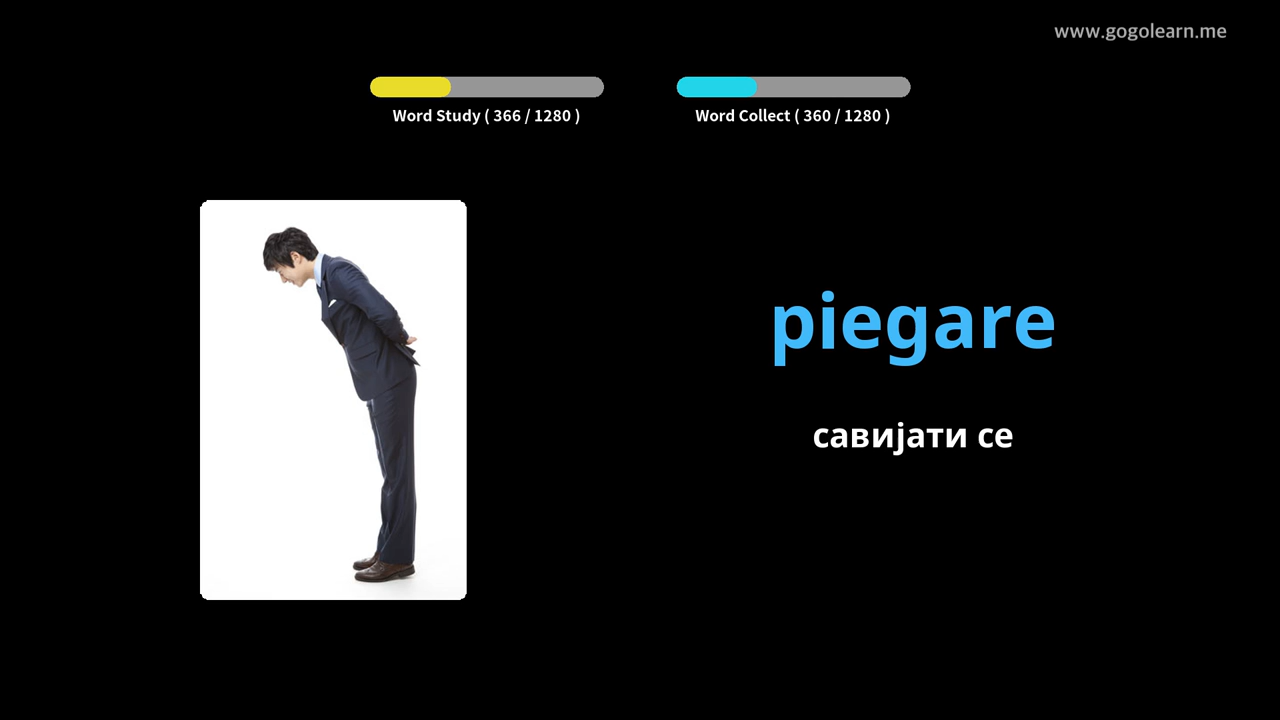 www.gogolearn.me
Word Study ( 366 / 1280 )
Word Collect ( 360 / 1280 )
piegare
савијати се